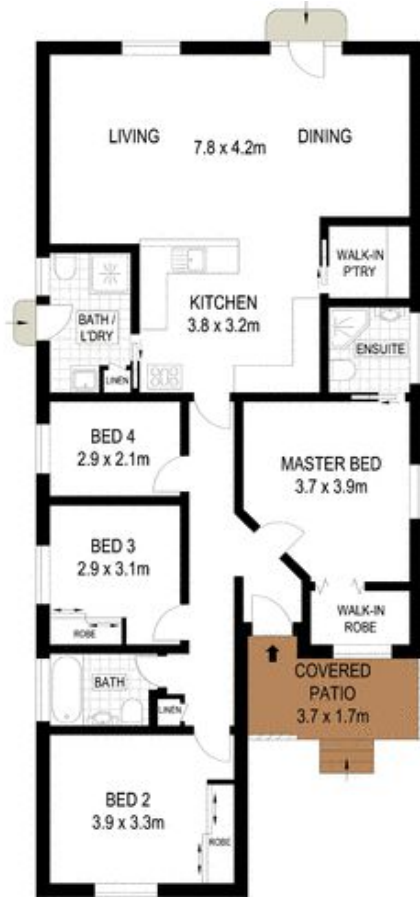 LIVING
DINING
7.8 x 4.2m
WALK-IN
P'TRY
KITCHEN
3.8 x 3.2m
BATH /
L'DRY
LINEN
ENSUITE
BED 4
2.9 x 2.1m
MASTER BED
3.7 x 3.9m
BED 3
2.9 x 3.1m
ROBE
WALK-IN
ROBE
BATH
LINEN
COVERED
PATIO
3.7 x 1.7m
BED 2
3.9 x 3.3m
ROBE